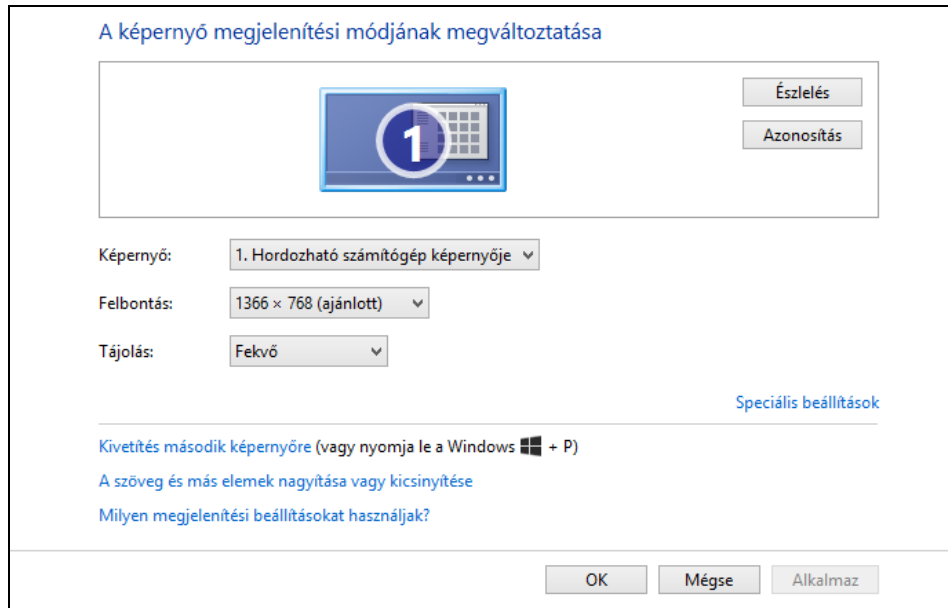 A képernyő megjelenítési módjának megváltoztatása
1
Észlelés
Azonosítás
Képernyő: 1. Hordozható számítógép képernyője
Felbontás: 1366 × 768 (ajánlott)
Tájolás: Fekvő
Speciális beállítások
Kivetítés második képernyőre (vagy nyomja le a Windows + P)
A szöveg és más elemek nagyítása vagy kicsinyítése
Milyen megjelenítési beállításokat használjak?
OK Mégse Alkalmaz